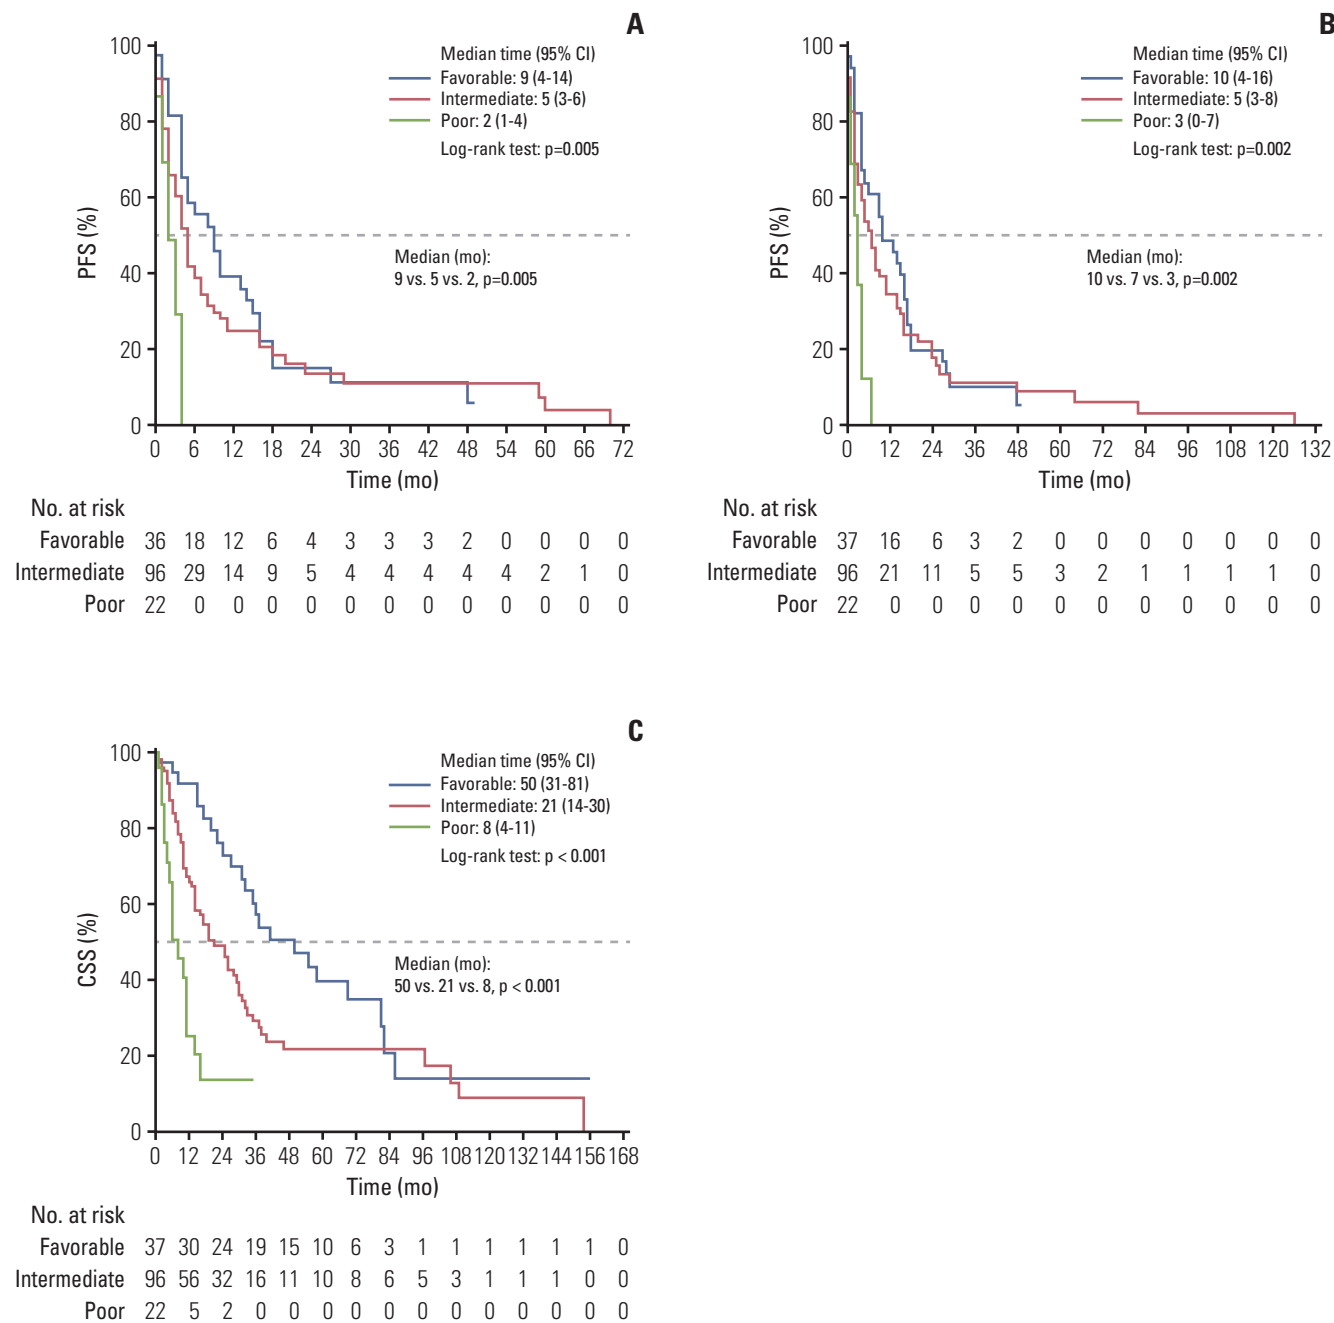 A
100
80
60
40
20
0
PFS (%)
Median time (95% CI)
Favorable: 9 (4-14)
Intermediate: 5 (3-6)
Poor: 2 (1-4)
Log-rank test: p=0.005
Median (mo):
9 vs. 5 vs. 2, p=0.005
0 6 12 18 24 30 36 42 48 54 60 66 72
Time (mo)
No. at risk
Favorable 36 18 12 6 4 3 3 3 2 0 0 0 0
Intermediate 96 29 14 9 5 4 4 4 4 4 2 1 0
Poor 22 0 0 0 0 0 0 0 0 0 0 0 0
B
100
80
60
40
20
0
PFS (%)
Median time (95% CI)
Favorable: 10 (4-16)
Intermediate: 5 (3-8)
Poor: 3 (0-7)
Log-rank test: p=0.002
Median (mo):
10 vs. 7 vs. 3, p=0.002
0 12 24 36 48 60 72 84 96 108 120 132
Time (mo)
No. at risk
Favorable 37 16 6 3 2 0 0 0 0 0 0 0
Intermediate 96 21 11 5 5 3 2 1 1 1 1 0
Poor 22 0 0 0 0 0 0 0 0 0 0 0
C
100
80
60
40
20
0
CSS (%)
Median time (95% CI)
Favorable: 50 (31-81)
Intermediate: 21 (14-30)
Poor: 8 (4-11)
Log-rank test: p < 0.001
Median (mo):
50 vs. 21 vs. 8, p < 0.001
0 12 24 36 48 60 72 84 96 108 120 132 144 156 168
Time (mo)
No. at risk
Favorable 37 30 24 19 15 10 6 3 1 1 1 1 1 1 0
Intermediate 96 56 32 16 11 10 8 6 5 3 1 1 1 0 0
Poor 22 5 2 0 0 0 0 0 0 0 0 0 0 0 0